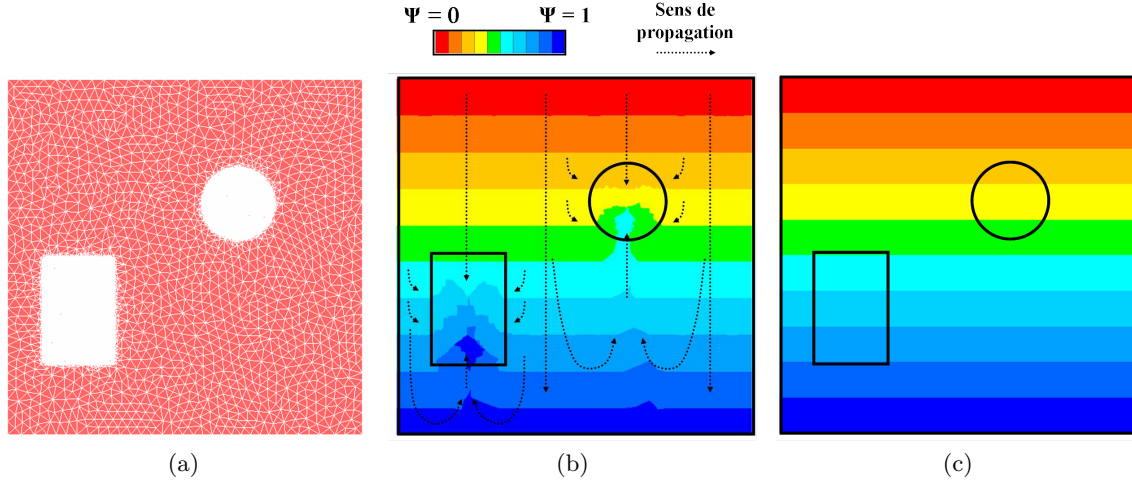 Ψ = 0 Ψ = 1
Sens de
propagation
(a) (b) (c)